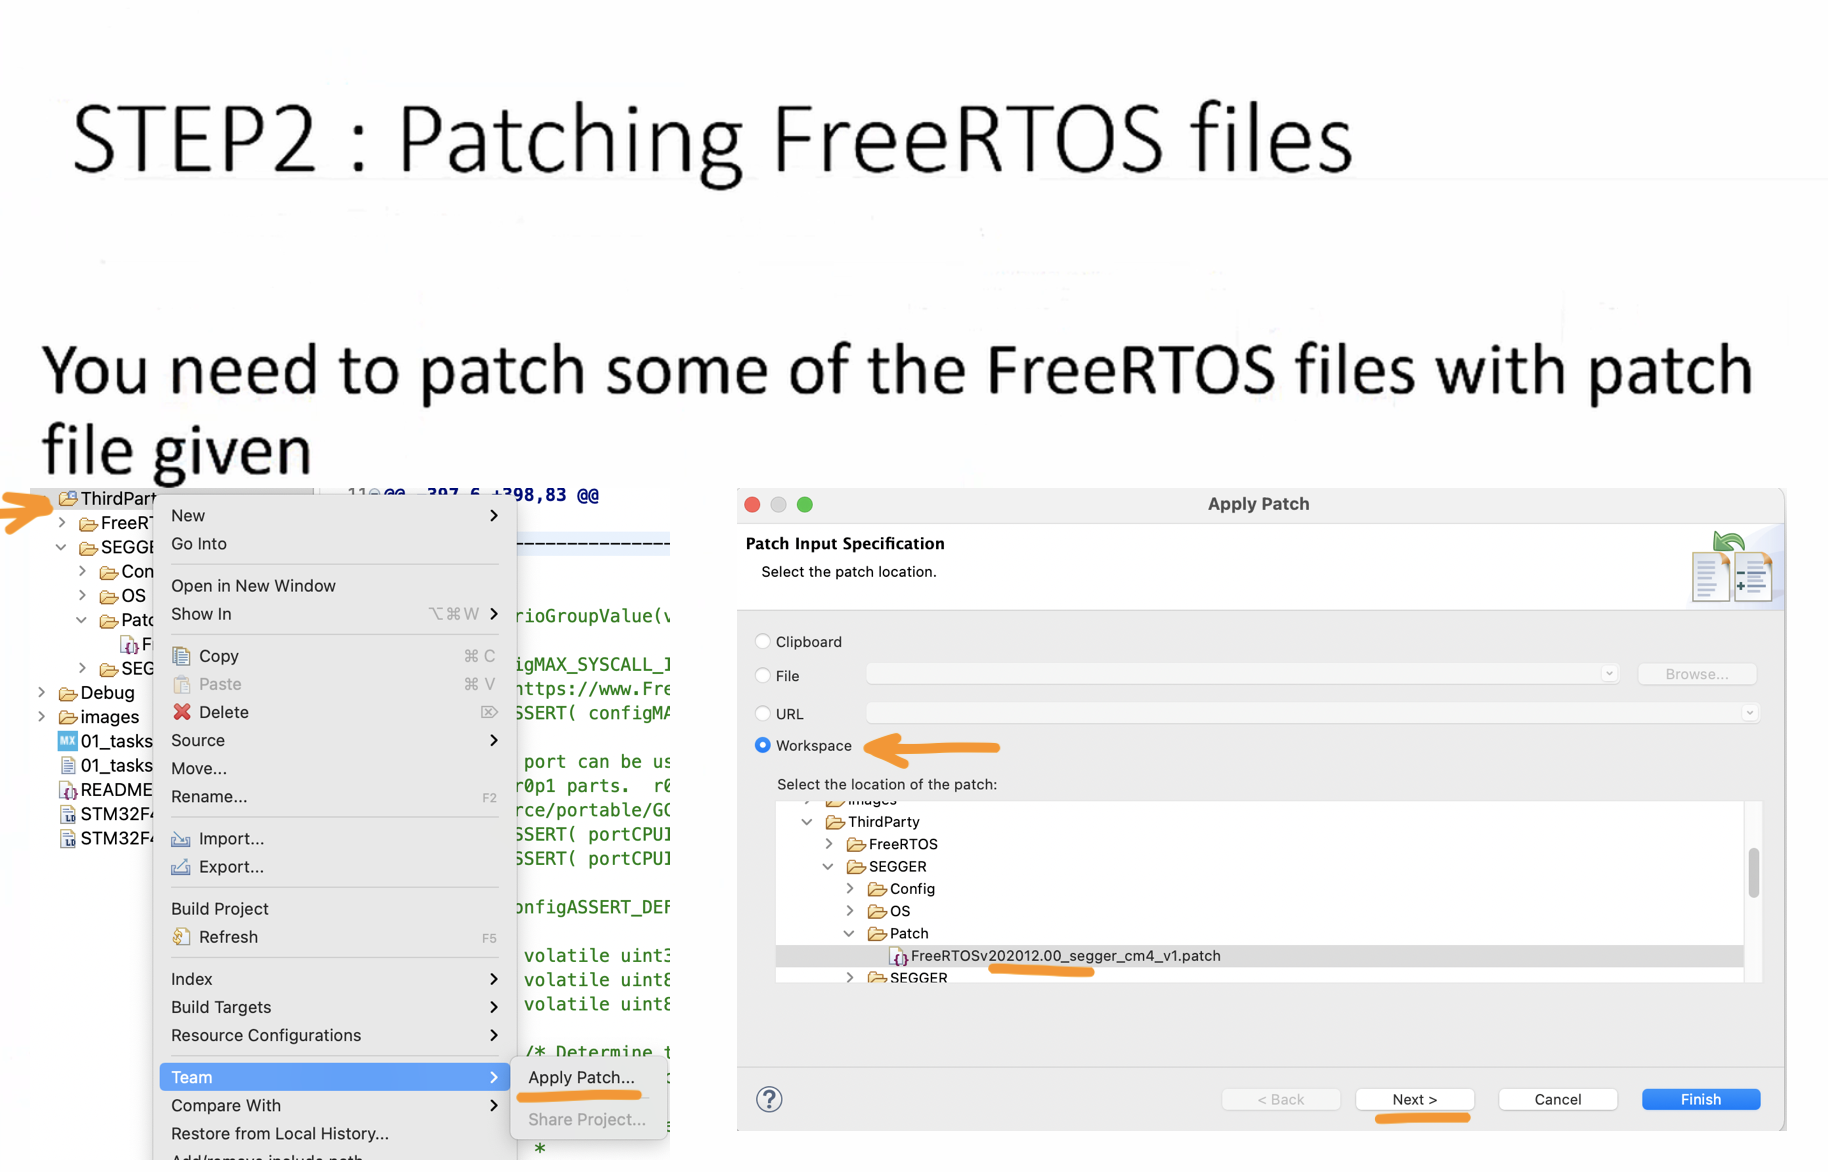 STEP2 : Patching FreeRTOS files
You need to patch some of the FreeRTOS files with patch
file given
ThirdPart
FreeRT
SEGGE
Con
OS
Patc
F
SEG
Debug
images
MX 01_tasks
01_tasks
README
STM32F4
STM32F4
New
Go Into
Open in New Window
Show In ⌥⌘W
Copy ⌘ C
Paste ⌘ V
Delete ⌦
Source
Move...
Rename... F2
Import...
Export...
Build Project
Refresh F5
Index
Build Targets
Resource Configurations
Team
Compare With
Restore from Local History...
Apply Patch...
Share Project...
11 @@ -397,6 +398,83 @@
rioGroupValue(v
igMAX_SYSCALL_I
https://www.Fre
SSERT( configMA
port can be us
r0p1 parts. r0
rce/portable/GC
SSERT( portCPUI
SSERT( portCPUI
onfigASSERT_DEF
volatile uint3
volatile uint8
volatile uint8
/* Determine t
*
Apply Patch
Patch Input Specification
Select the patch location.
Clipboard
File Browse...
URL
Workspace
Select the location of the patch:
images
ThirdParty
FreeRTOS
SEGGER
Config
OS
Patch
FreeRTOSv202012.00_segger_cm4_v1.patch
SEGGER
? < Back Next > Cancel Finish